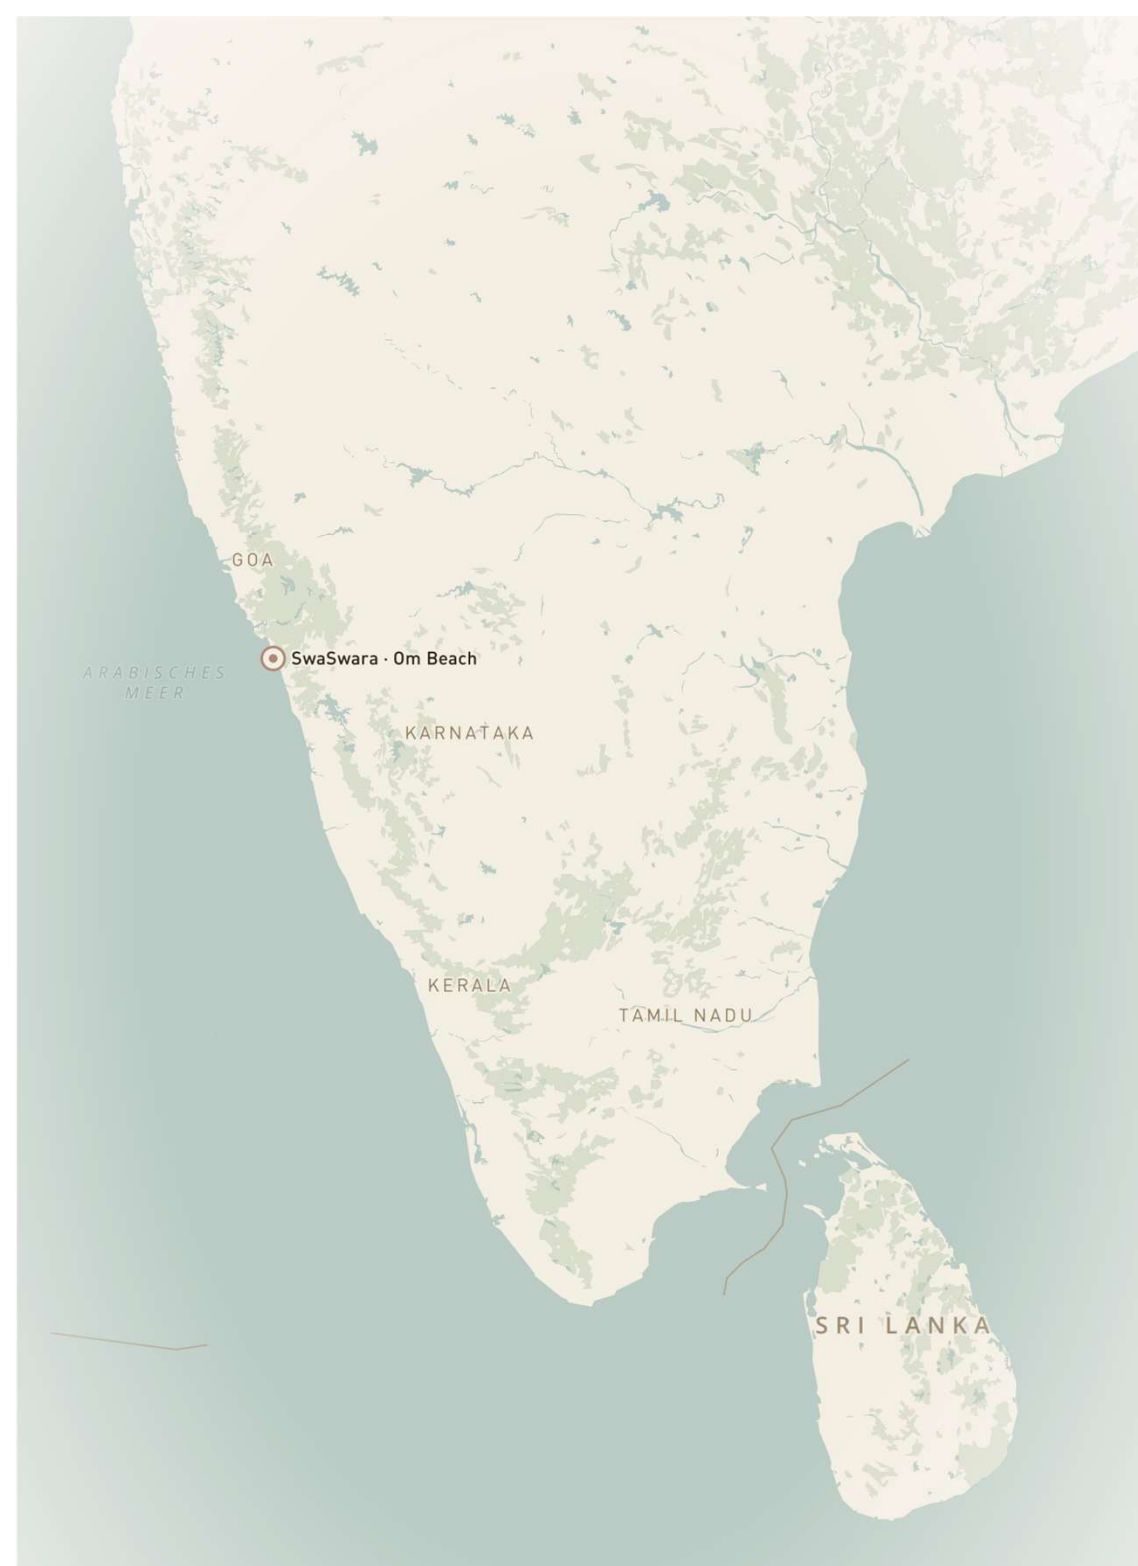 GOA
SwaSwara · Om Beach
ARABISCHES
MEER
KARNATAKA
KERALA
TAMIL NADU
SRI LANKA